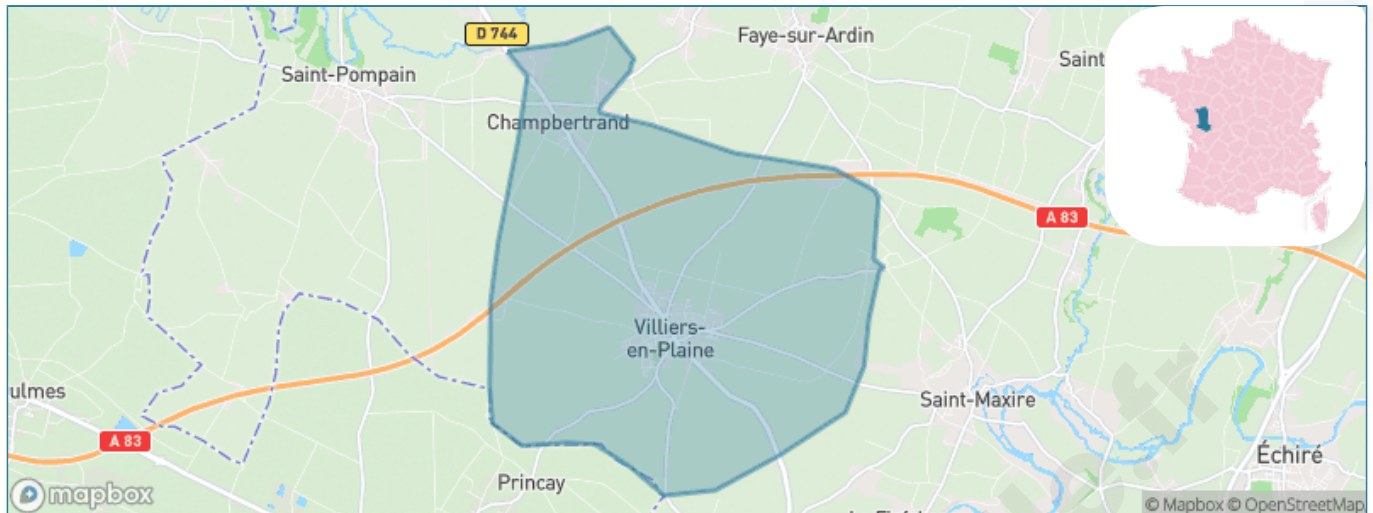 D 744
Faye-sur-Ardin
Saint
Saint-Pompain
Champbertrand
A 83
Villiers-
en-Plaine
ulmes
Saint-Maxire
A 83
Échiré
Princay
mapbox
© Mapbox © OpenStreetMap